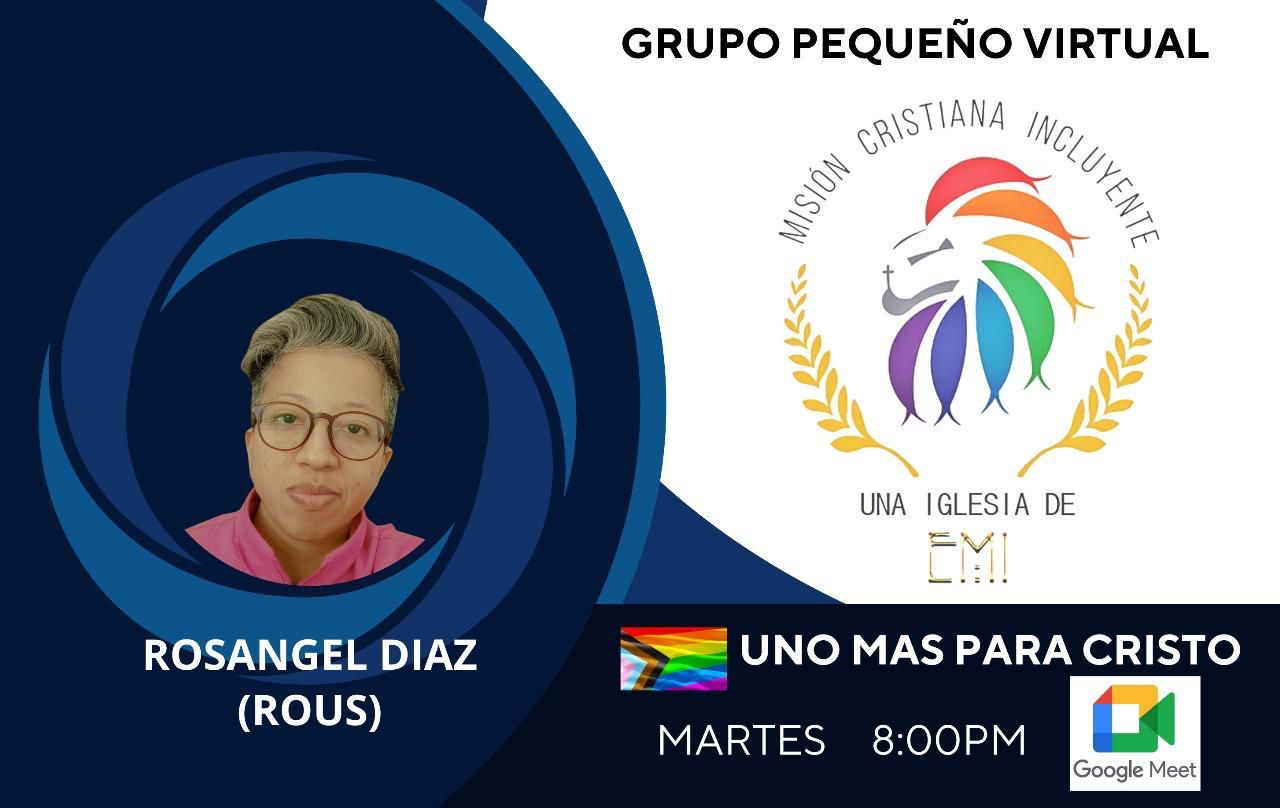 GRUPO PEQUEÑO VIRTUAL
MISIÓN CRISTIANA INCLUYENTE
UNA IGLESIA DE
EMI
ROSANGEL DIAZ
(ROUS)
UNO MAS PARA CRISTO
MARTES 8:00PM
Google Meet